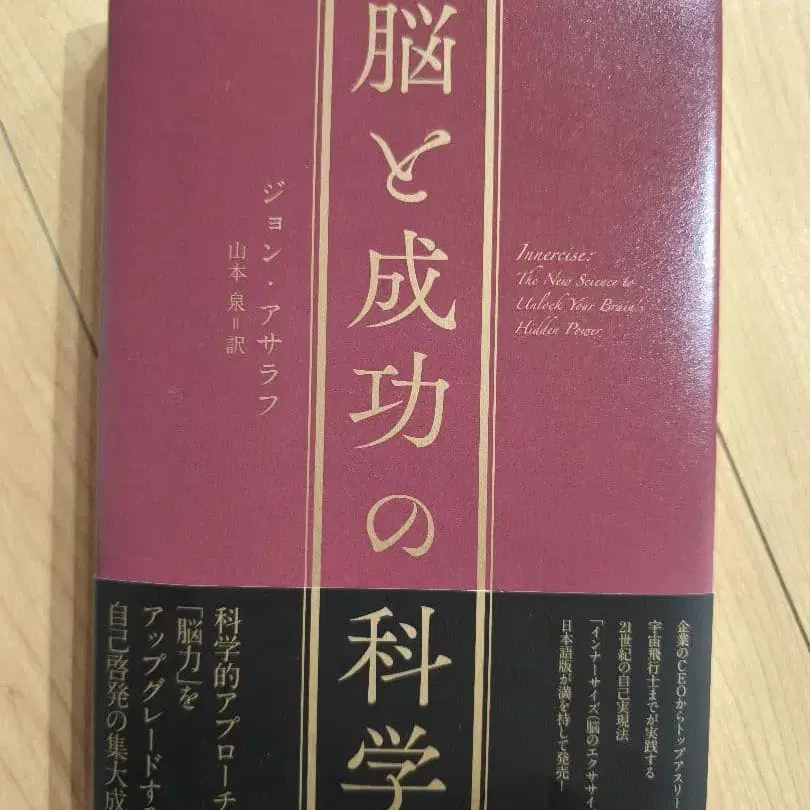 脳と成功の科学
Innercise:
The New Science to
Unlock Your Brain's
Hidden Power
ジョン・アサラフ
山本 泉=訳
企業のCEOからトップアスリ
宇宙飛行士までが実践する
21世紀の自己実現法
「インナーサイズ(脳のエクササイ
日本語版が満を持して発売!
科学的アプローチ
「脳力」を
アップグレードする
自己啓発の集大成